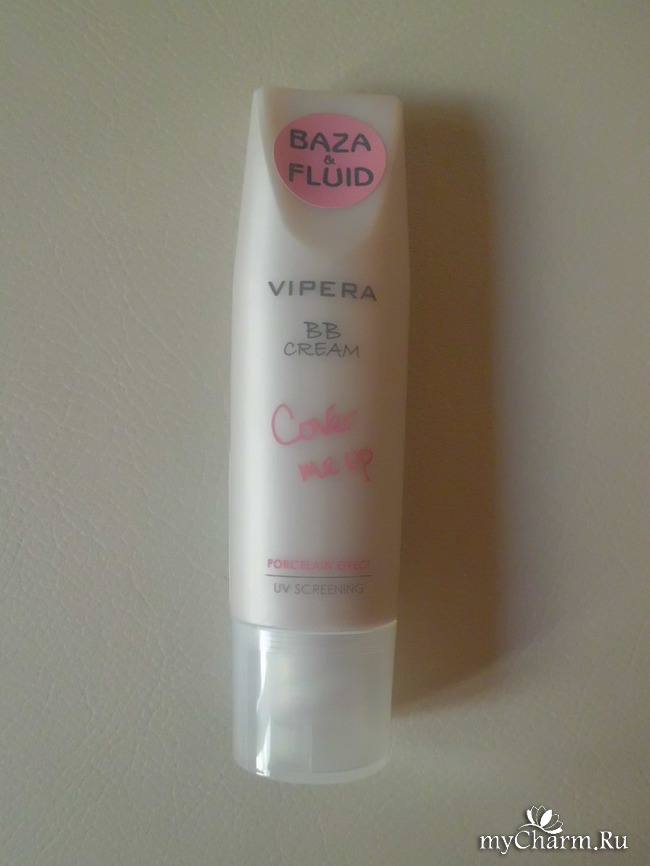 BAZA
&
FLUID
VIPERA
BB
CREAM
Cover
me up
PORCELAIN EFFECT
UV SCREENING
myCharm.Ru